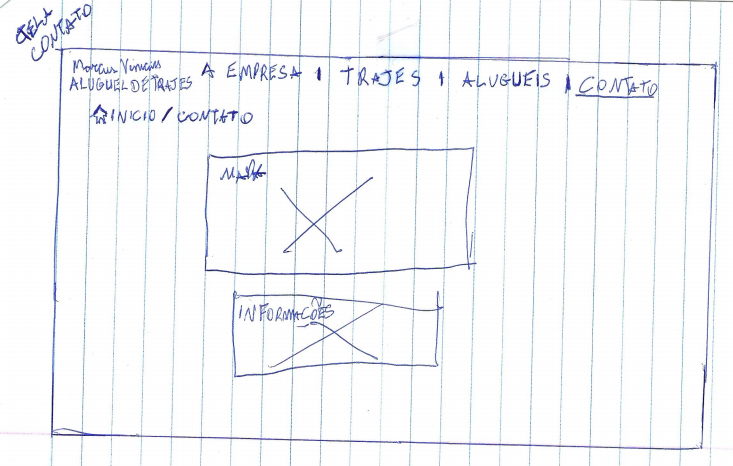 TELA
CONTATO
Marcus Vinicius
ALUGUEL DE TRAJES
A EMPRESA | TRAJES | ALUGUEIS | CONTATO
INICIO / CONTATO
MAPA
INFORMAÇÕES